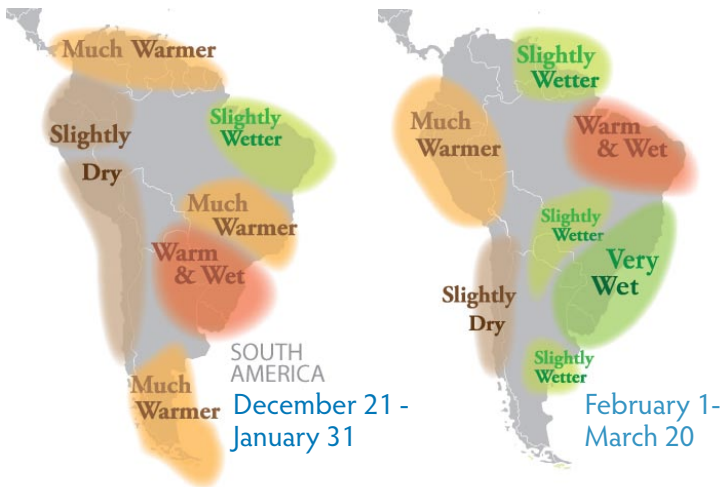 Much Warmer
Slightly
Dry
Slightly
Wetter
Much
Warmer
Warm
& Wet
Much
Warmer
SOUTH
AMERICA
December 21 -
January 31
Slightly
Wetter
Much
Warmer
Warm
& Wet
Slightly
Wetter
Very
Wet
Slightly
Dry
Slightly
Wetter
February 1-
March 20